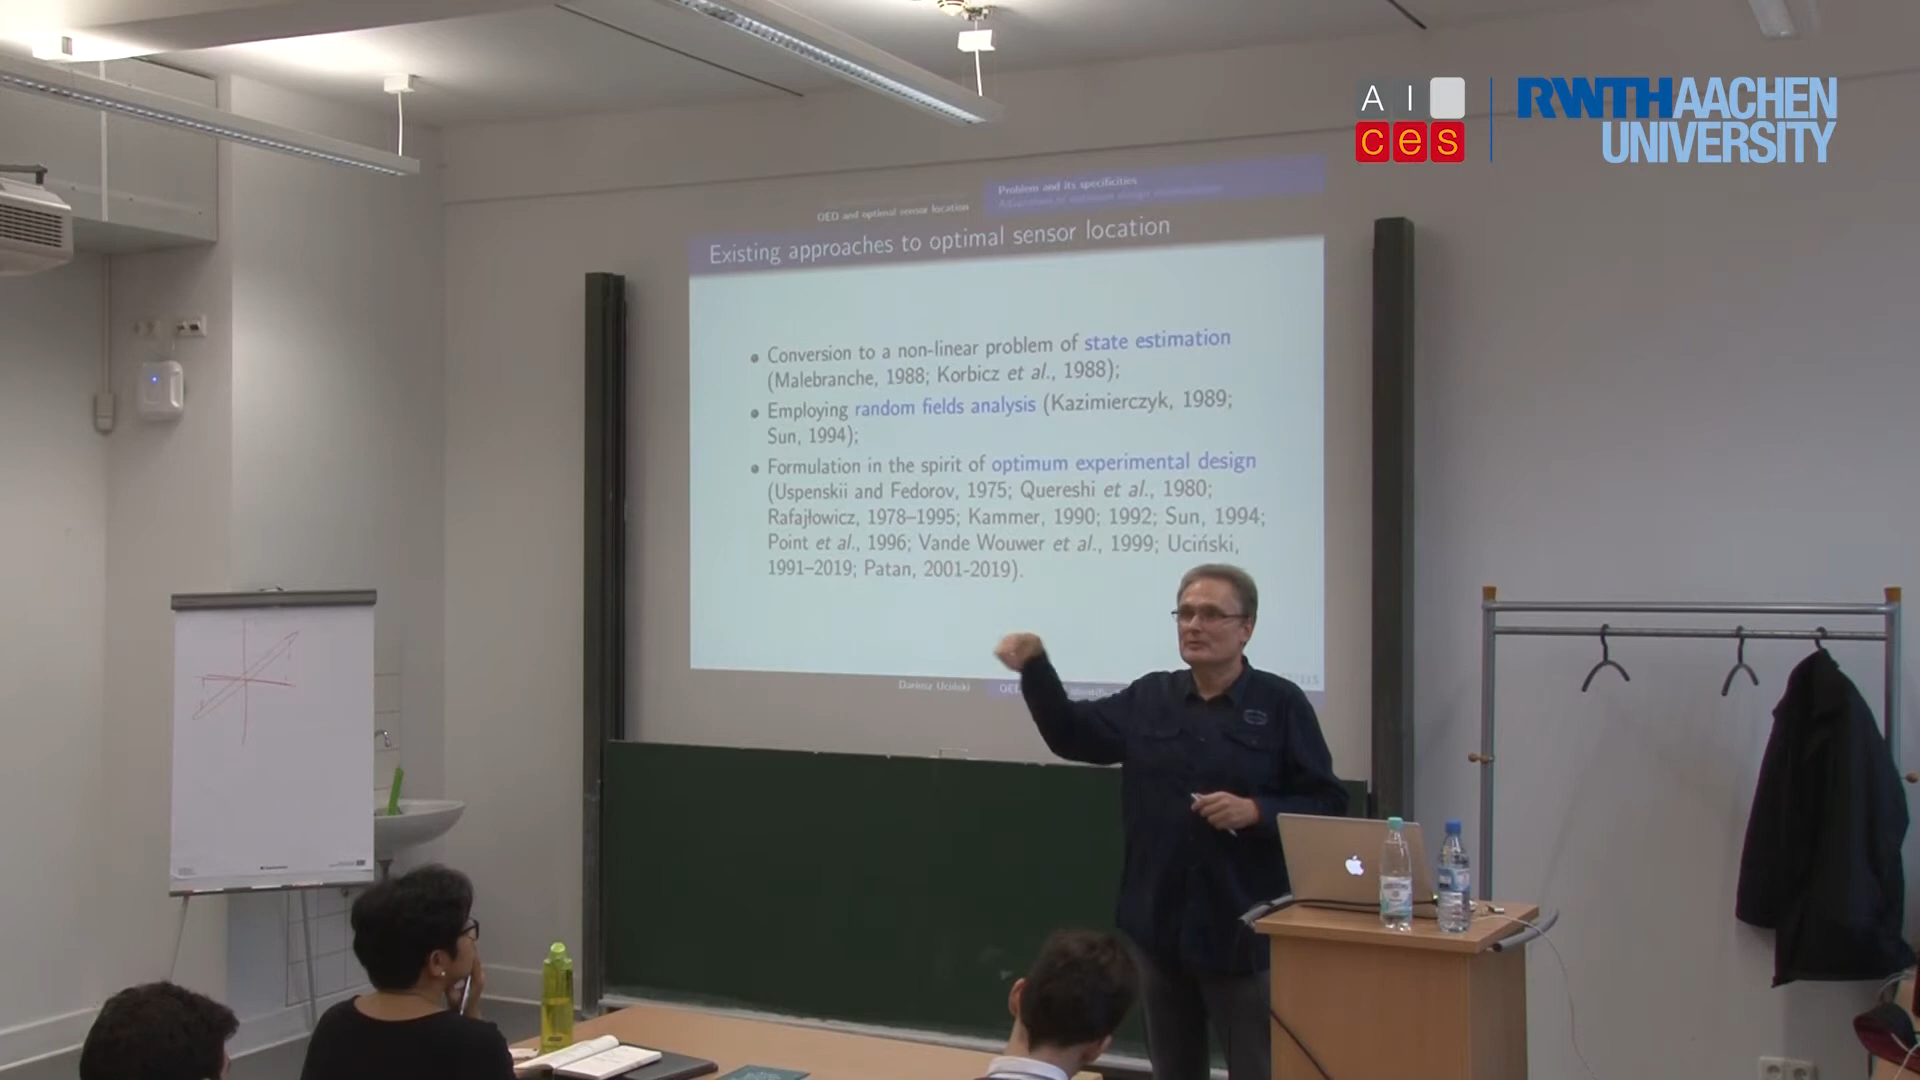 AI
ces
RWTHAACHEN
UNIVERSITY
OED and optimal sensor location
Problem and its specificities
Existing approaches to optimal sensor location
• Conversion to a non-linear problem of state estimation
(Malebranche, 1988; Korbicz et al., 1988);
• Employing random fields analysis (Kazimierczyk, 1989;
Sun, 1994);
• Formulation in the spirit of optimum experimental design
(Uspenskii and Fedorov, 1975; Quereshi et al., 1980;
Rafajłowicz, 1978–1995; Kammer, 1990; 1992; Sun, 1994;
Point et al., 1996; Vande Wouwer et al., 1999; Uciński,
1991–2019; Patan, 2001-2019).
Dariusz Uciński